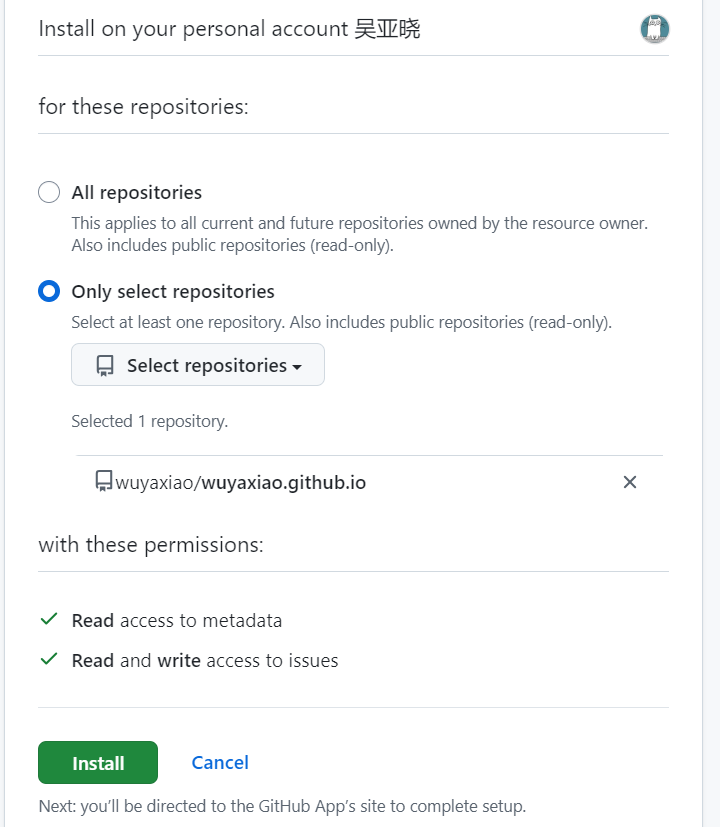 Install on your personal account 吴亚晓
for these repositories:
All repositories
This applies to all current and future repositories owned by the resource owner.
Also includes public repositories (read-only).
Only select repositories
Select at least one repository. Also includes public repositories (read-only).
Select repositories
Selected 1 repository.
wuyaxiao/wuyaxiao.github.io
with these permissions:
Read access to metadata
Read and write access to issues
Install Cancel
Next: you’ll be directed to the GitHub App’s site to complete setup.